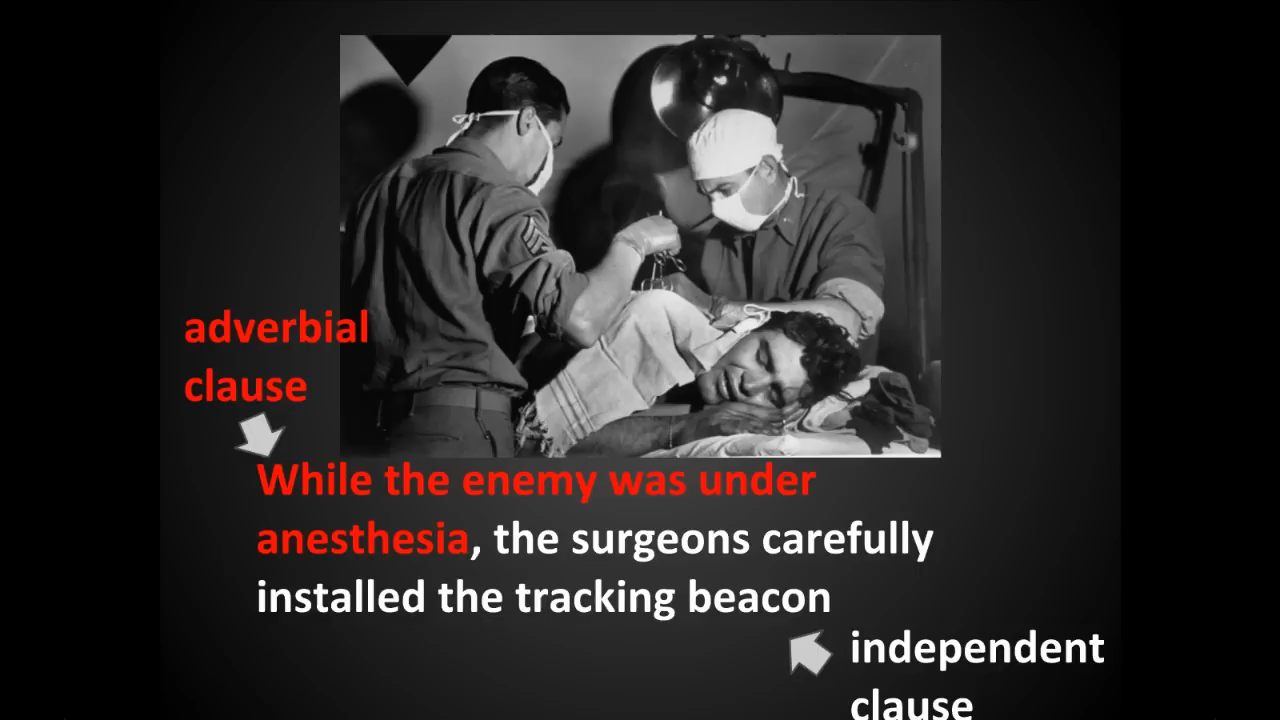 adverbial
clause
While the enemy was under
anesthesia, the surgeons carefully
installed the tracking beacon
independent
clause